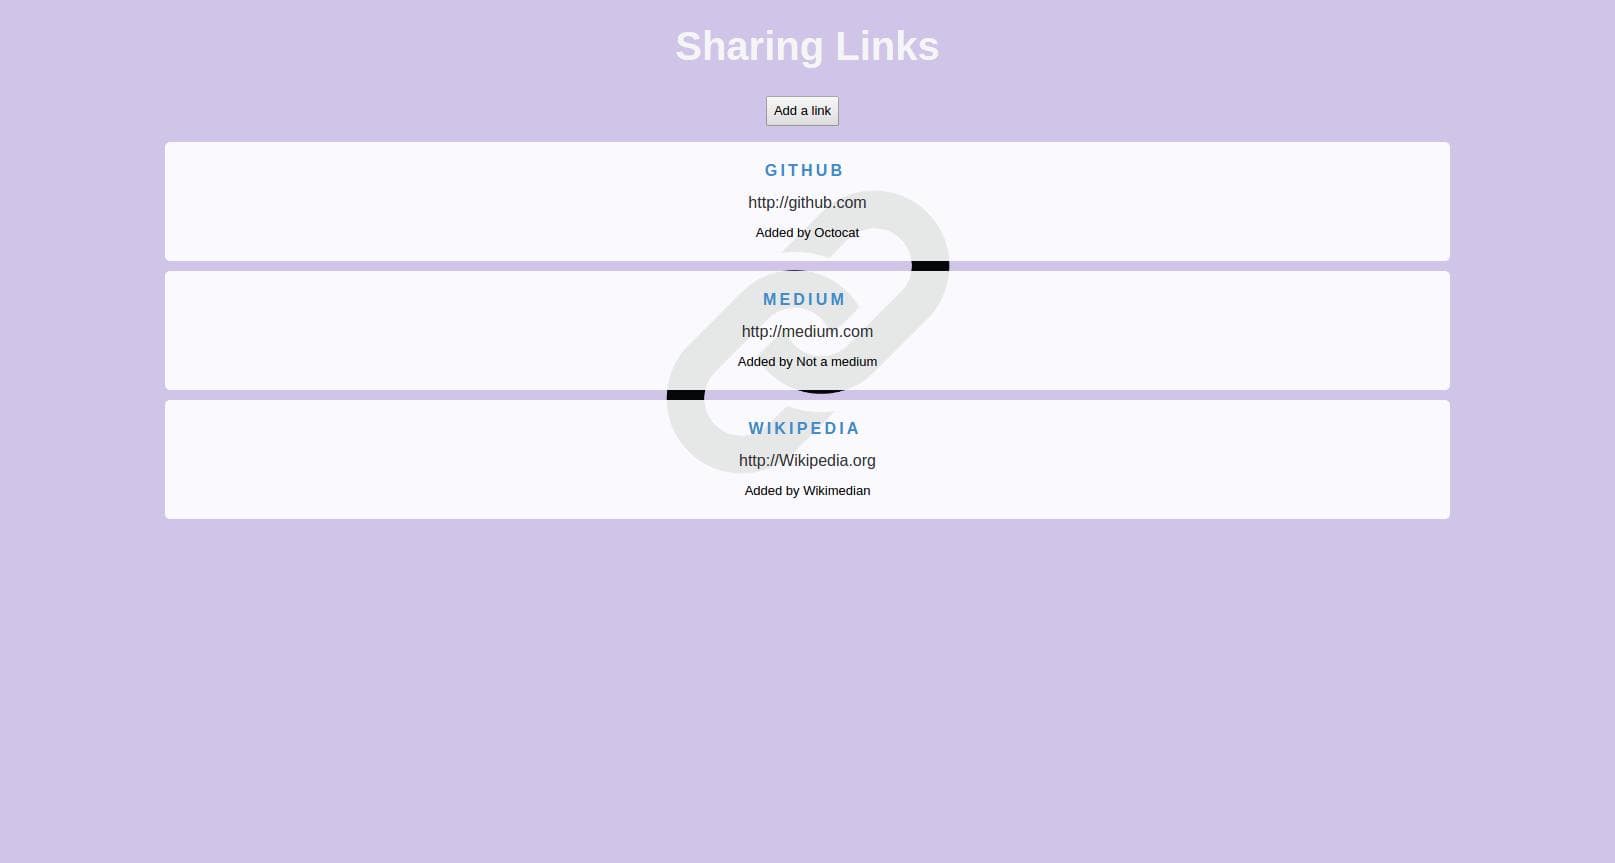 Sharing Links
Add a link
GITHUB
http://github.com
Added by Octocat
MEDIUM
http://medium.com
Added by Not a medium
WIKIPEDIA
http://Wikipedia.org
Added by Wikimedian